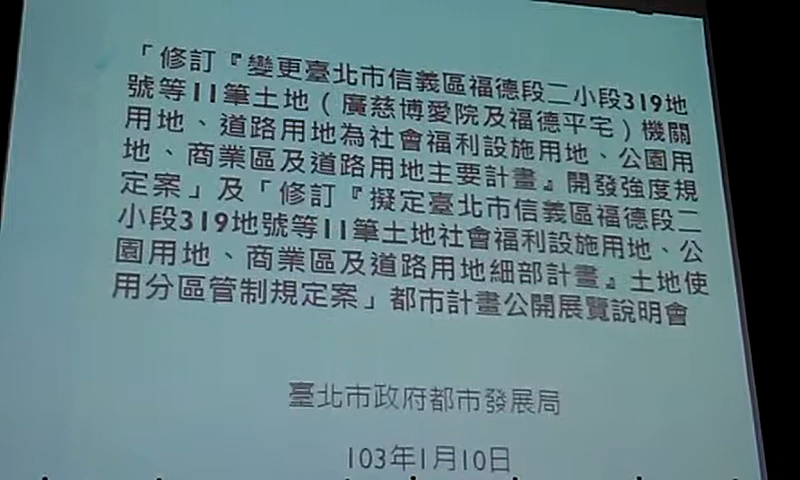 「修訂『變更臺北市信義區福德段二小段319地
號等11筆土地（廣慈博愛院及福德平宅）機關
用地、道路用地為社會福利設施用地、公園用
地、商業區及道路用地主要計畫』開發強度規
定案」及「修訂『擬定臺北市信義區福德段二
小段319地號等11筆土地社會福利設施用地、公
園用地、商業區及道路用地細部計畫』土地使
用分區管制規定案」都市計畫公開展覽說明會
臺北市政府都市發展局
103年1月10日